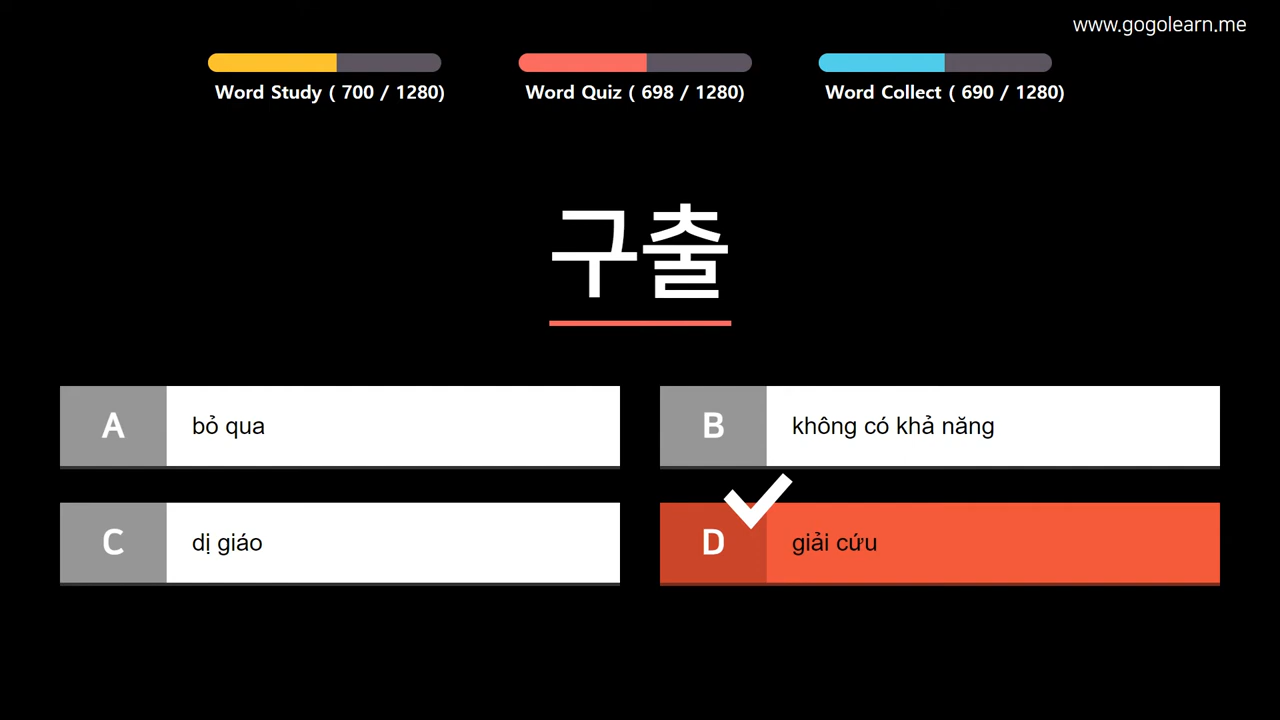 www.gogolearn.me
Word Study ( 700 / 1280)
Word Quiz ( 698 / 1280)
Word Collect ( 690 / 1280)
구출
A bỏ qua
B không có khả năng
C dị giáo
D giải cứu